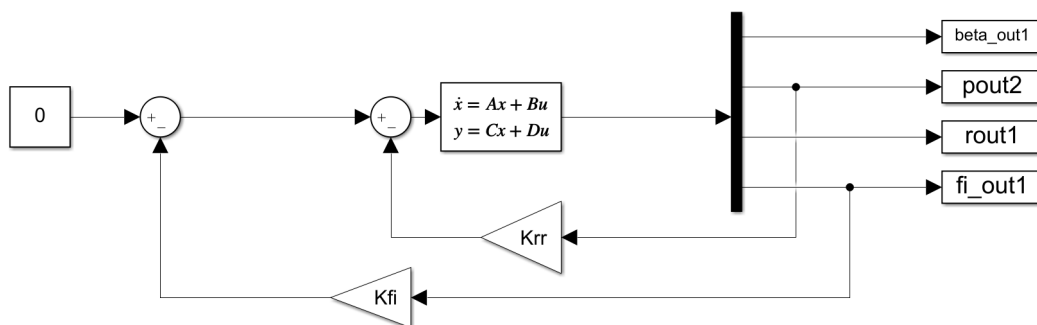 0
+
_
+
_
ẋ = Ax + Bu
y = Cx + Du
beta_out1
pout2
rout1
fi_out1
Krr
Kfi